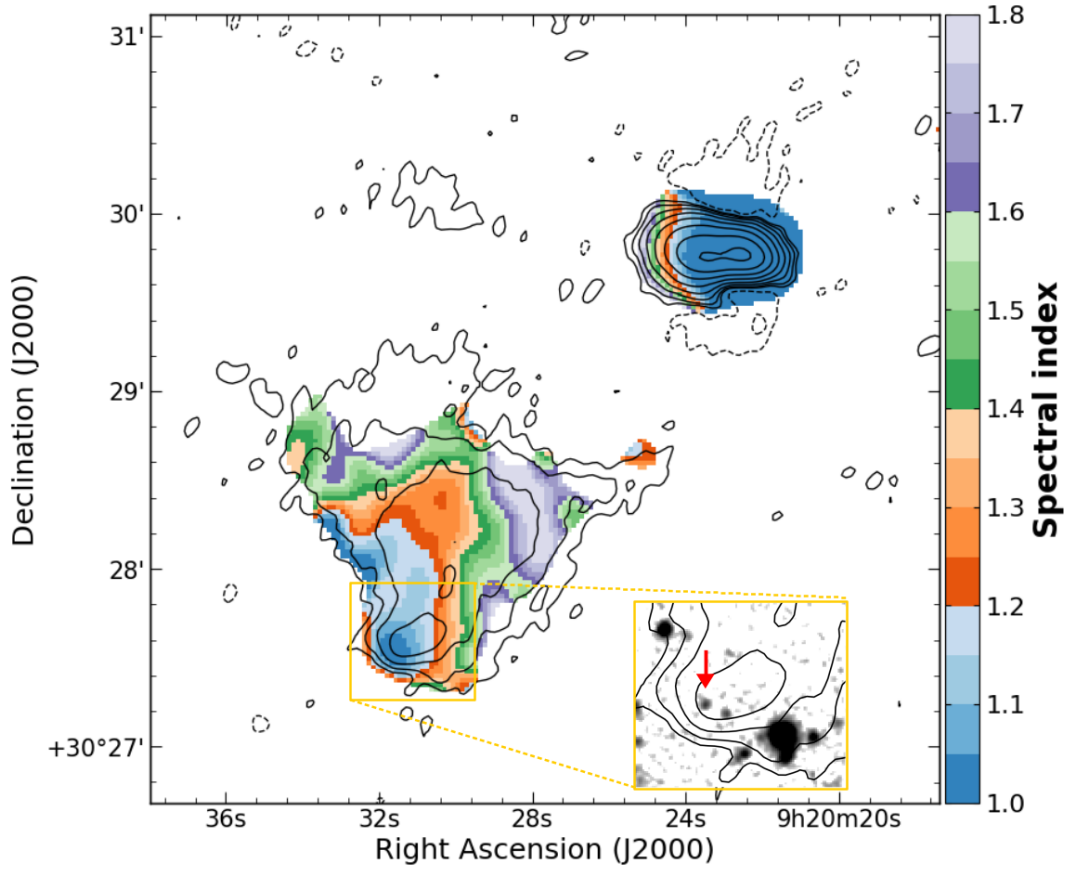 31'
30'
29'
28'
+30°27'
Declination (J2000)
36s
32s
28s
24s
9h20m20s
Right Ascension (J2000)
1.8
1.7
1.6
1.5
1.4
1.3
1.2
1.1
1.0
Spectral index